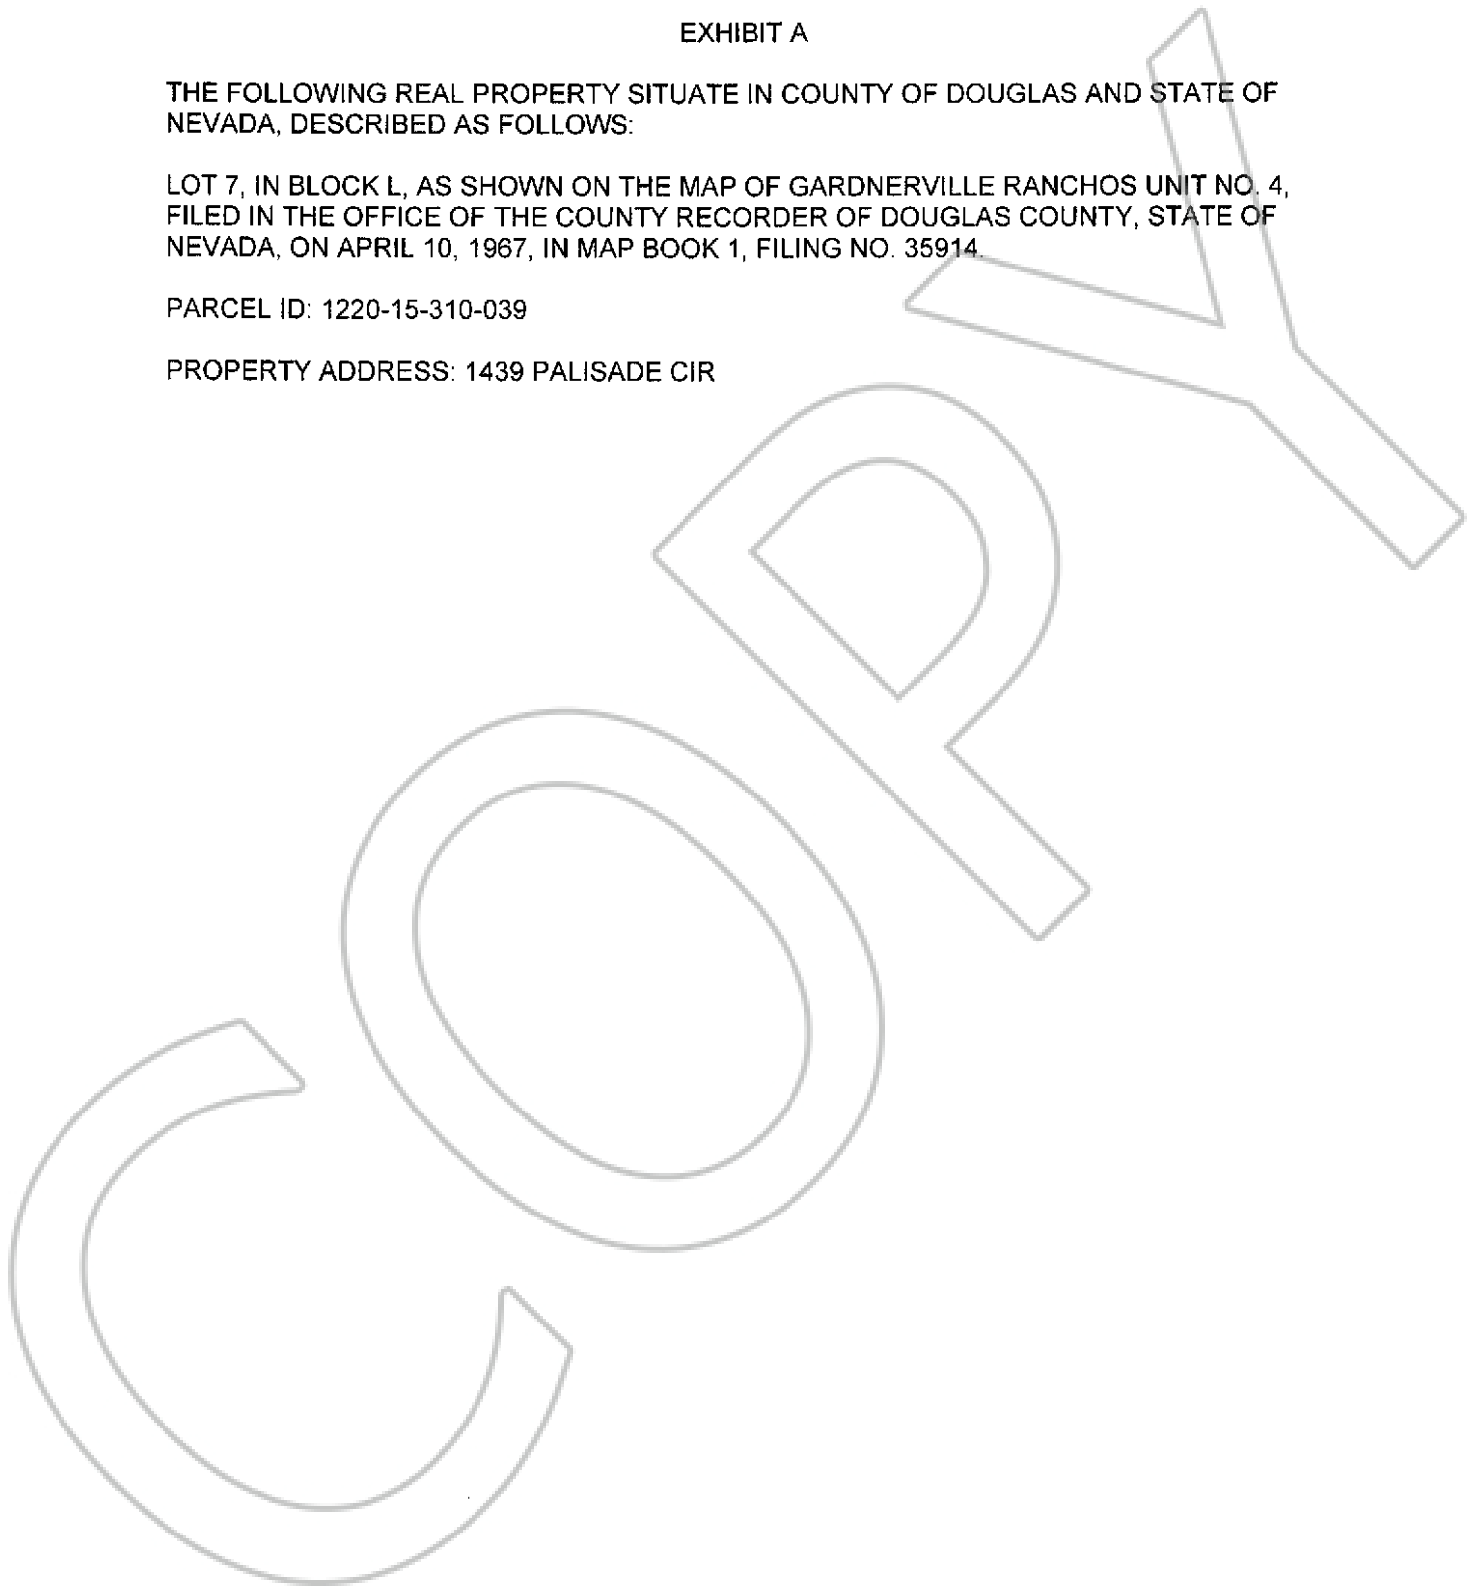 EXHIBIT A
THE FOLLOWING REAL PROPERTY SITUATE IN COUNTY OF DOUGLAS AND STATE OF
NEVADA, DESCRIBED AS FOLLOWS:
LOT 7, IN BLOCK L, AS SHOWN ON THE MAP OF GARDNERVILLE RANCHOS UNIT NO. 4,
FILED IN THE OFFICE OF THE COUNTY RECORDER OF DOUGLAS COUNTY, STATE OF
NEVADA, ON APRIL 10, 1967, IN MAP BOOK 1, FILING NO. 35914.
PARCEL ID: 1220-15-310-039
PROPERTY ADDRESS: 1439 PALISADE CIR
COPY